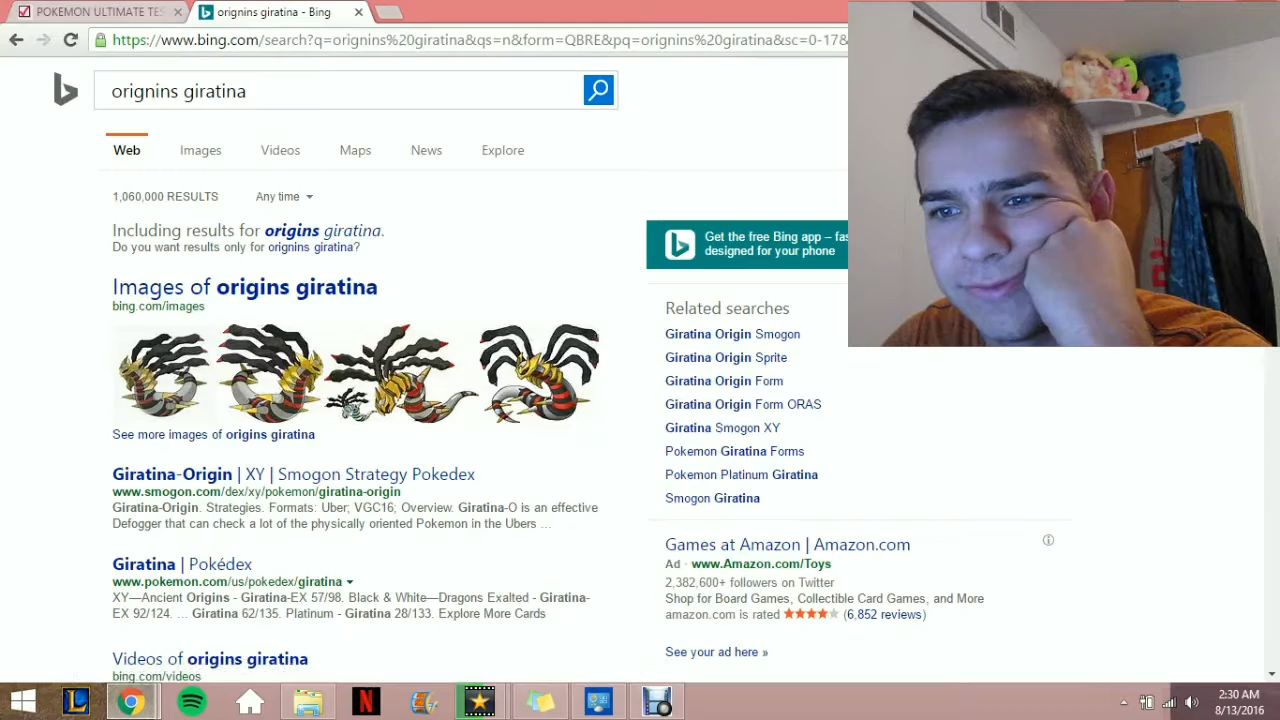 POKEMON ULTIMATE TES
orignins giratina - Bing
https://www.bing.com/search?q=orignins%20giratina&qs=n&form=QBRE&pq=orignins%20giratina&sc=0-17&
orignins giratina
Web Images Videos Maps News Explore
1,060,000 RESULTS Any time
Including results for origins giratina.
Do you want results only for orignins giratina?
Images of origins giratina
bing.com/images
See more images of origins giratina
Giratina-Origin | XY | Smogon Strategy Pokedex
www.smogon.com/dex/xy/pokemon/giratina-origin
Giratina-Origin. Strategies. Formats: Uber; VGC16; Overview. Giratina-O is an effective
Defogger that can check a lot of the physically oriented Pokemon in the Ubers ...
Giratina | Pokédex
www.pokemon.com/us/pokedex/giratina
XY—Ancient Origins - Giratina-EX 57/98. Black & White—Dragons Exalted - Giratina-
EX 92/124. ... Giratina 62/135. Platinum - Giratina 28/133. Explore More Cards
Videos of origins giratina
bing.com/videos
Get the free Bing app – fas
designed for your phone
Related searches
Giratina Origin Smogon
Giratina Origin Sprite
Giratina Origin Form
Giratina Origin Form ORAS
Giratina Smogon XY
Pokemon Giratina Forms
Pokemon Platinum Giratina
Smogon Giratina
Games at Amazon | Amazon.com
Ad · www.Amazon.com/Toys
2,382,600+ followers on Twitter
Shop for Board Games, Collectible Card Games, and More
amazon.com is rated (6,852 reviews)
See your ad here »
2:30 AM
8/13/2016